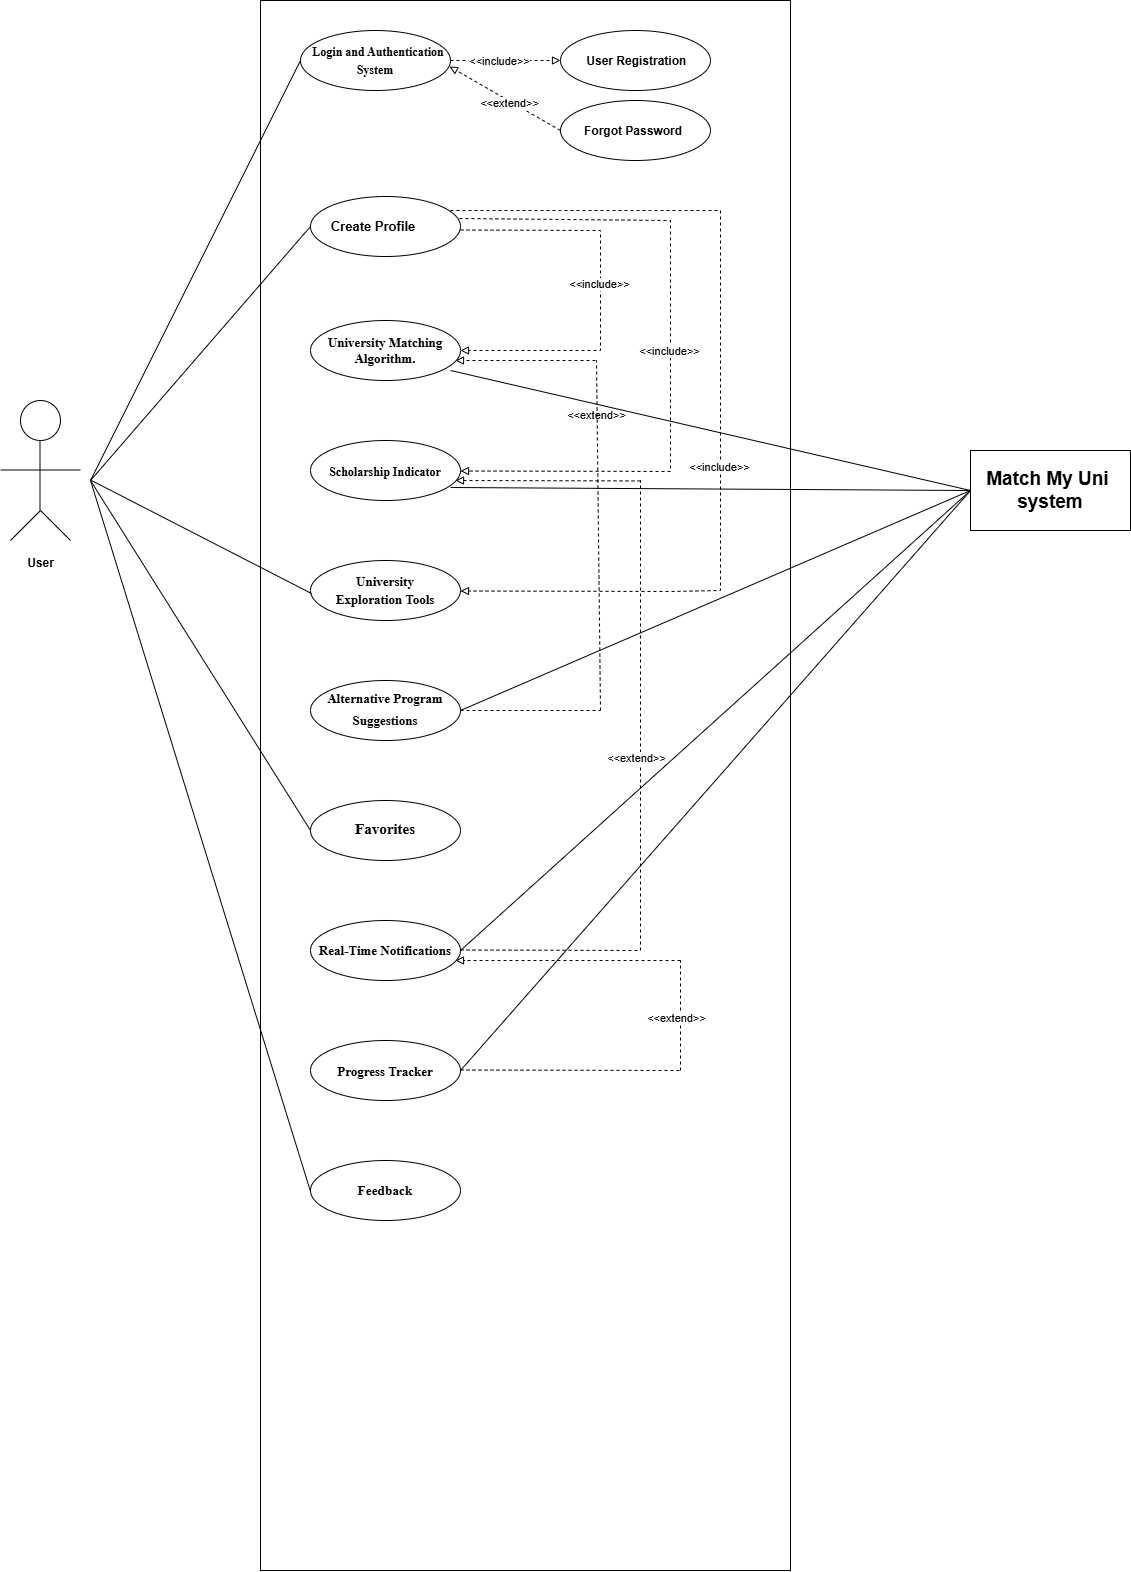 Login and Authentication
System
<<include>>
User Registration
<<extend>>
Forgot Password
Create Profile
<<include>>
University Matching
Algorithm.
<<include>>
<<extend>>
Scholarship Indicator
<<include>>
Match My Uni
system
User
University
Exploration Tools
Alternative Program
Suggestions
<<extend>>
Favorites
Real-Time Notifications
<<extend>>
Progress Tracker
Feedback